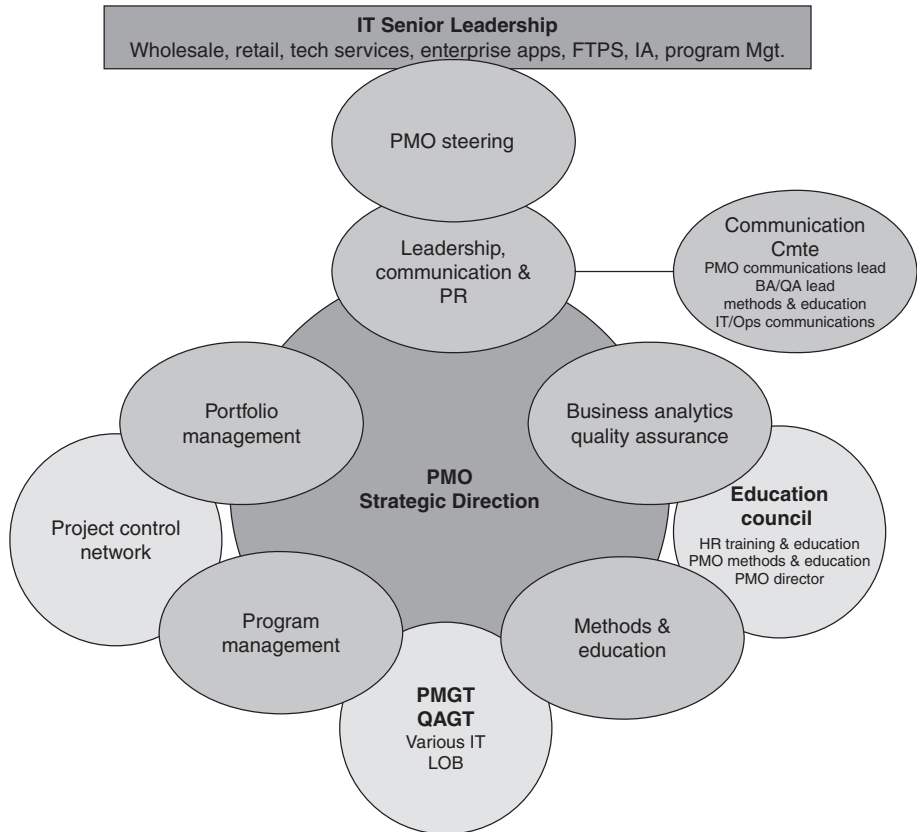 IT Senior Leadership
Wholesale, retail, tech services, enterprise apps, FTPS, IA, program Mgt.
PMO steering
Leadership,
communication &
PR
Communication
Cmte
PMO communications lead
BA/QA lead
methods & education
IT/Ops communications
Portfolio
management
Business analytics
quality assurance
PMO
Strategic Direction
Project control
network
Education
council
HR training & education
PMO methods & education
PMO director
Program
management
Methods &
education
PMGT
QAGT
Various IT
LOB